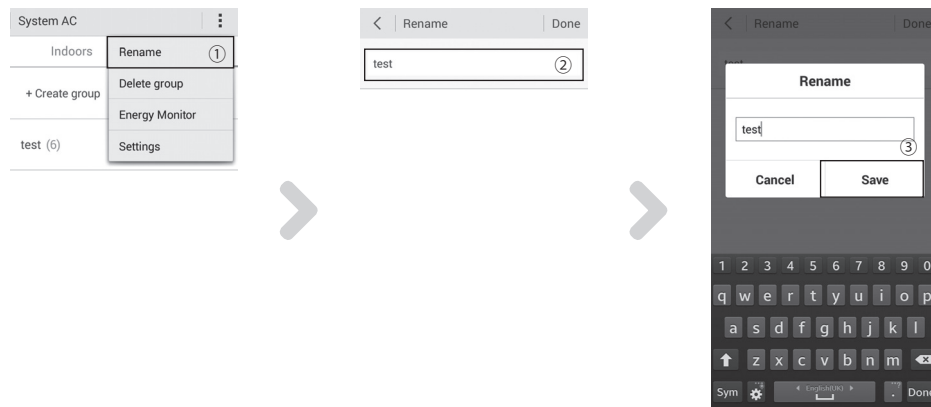 System AC
Indoors
Rename ①
+ Create group
Delete group
Energy Monitor
test (6)
Settings
Rename Done
test ②
Rename Done
test
Rename
test
③
Cancel Save
1 2 3 4 5 6 7 8 9 0
q w e r t y u i o p
a s d f g h j k l
z x c v b n m
Sym English(UK) . Done